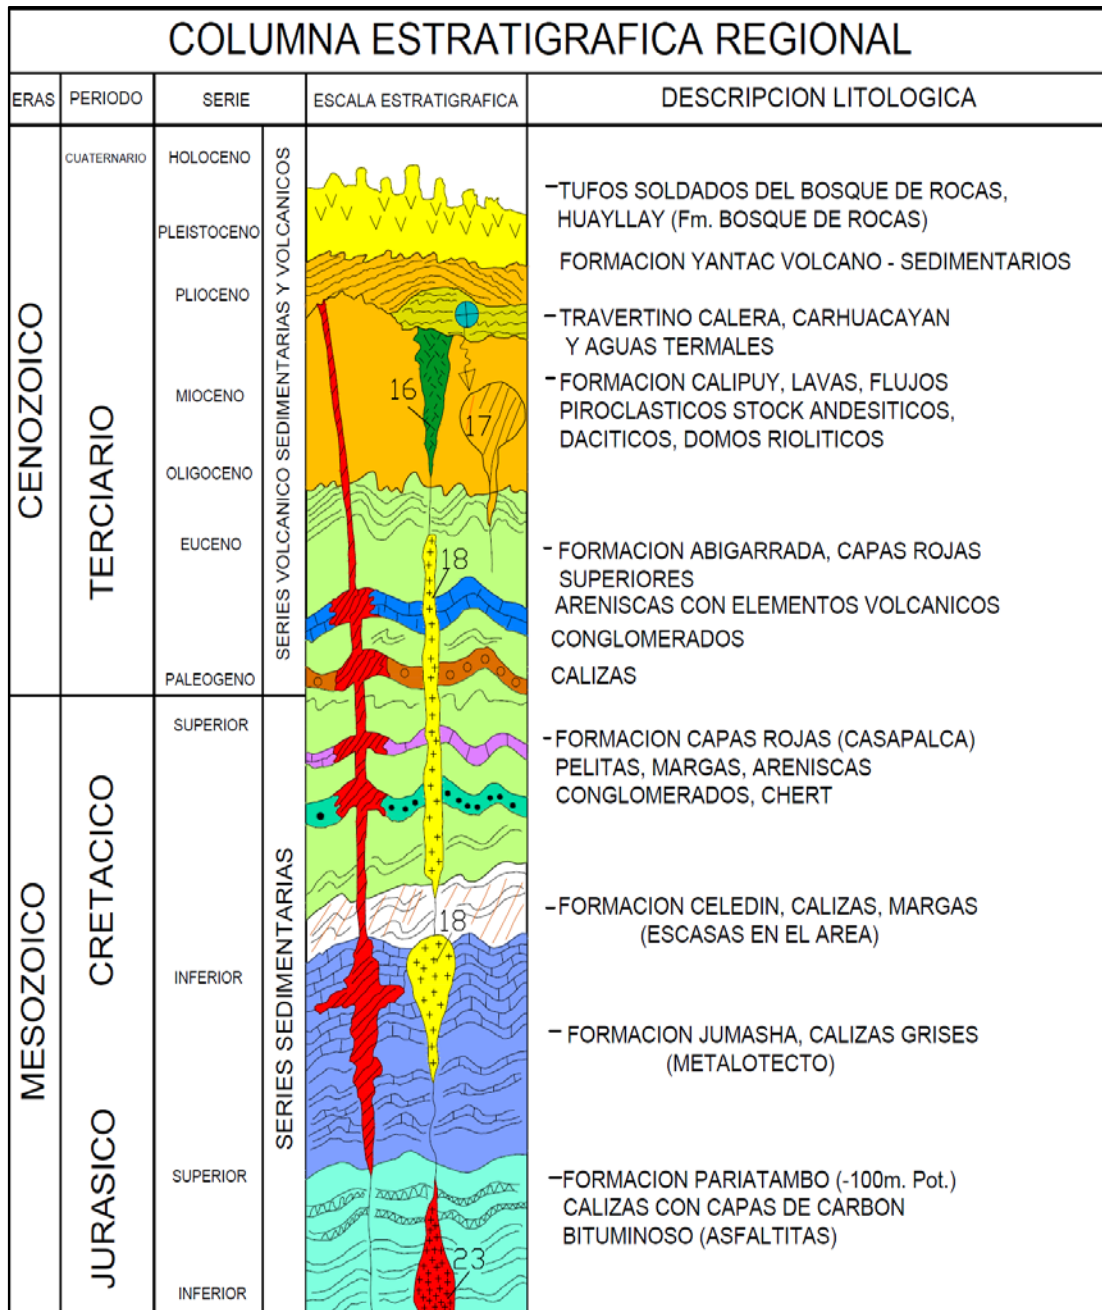 COLUMNA ESTRATIGRAFICA REGIONAL
ERAS PERIODO SERIE ESCALA ESTRATIGRAFICA DESCRIPCION LITOLOGICA
CENOZOICO
MESOZOICO
CUATERNARIO
TERCIARIO
CRETACICO
JURASICO
HOLOCENO
PLEISTOCENO
PLIOCENO
MIOCENO
OLIGOCENO
EUCENO
PALEOGENO
SUPERIOR
INFERIOR
SUPERIOR
INFERIOR
SERIES VOLCANICO SEDIMENTARIAS Y VOLCANICOS
SERIES SEDIMENTARIAS
16
17
18
18
23
-TUFOS SOLDADOS DEL BOSQUE DE ROCAS,
HUAYLLAY (Fm. BOSQUE DE ROCAS)
FORMACION YANTAC VOLCANO - SEDIMENTARIOS
-TRAVERTINO CALERA, CARHUACAYAN
Y AGUAS TERMALES
-FORMACION CALIPUY, LAVAS, FLUJOS
PIROCLASTICOS STOCK ANDESITICOS,
DACITICOS, DOMOS RIOLITICOS
- FORMACION ABIGARRADA, CAPAS ROJAS
SUPERIORES
ARENISCAS CON ELEMENTOS VOLCANICOS
CONGLOMERADOS
CALIZAS
-FORMACION CAPAS ROJAS (CASAPALCA)
PELITAS, MARGAS, ARENISCAS
CONGLOMERADOS, CHERT
-FORMACION CELEDIN, CALIZAS, MARGAS
(ESCASAS EN EL AREA)
- FORMACION JUMASHA, CALIZAS GRISES
(METALOTECTO)
-FORMACION PARIATAMBO (-100m. Pot.)
CALIZAS CON CAPAS DE CARBON
BITUMINOSO (ASFALTITAS)